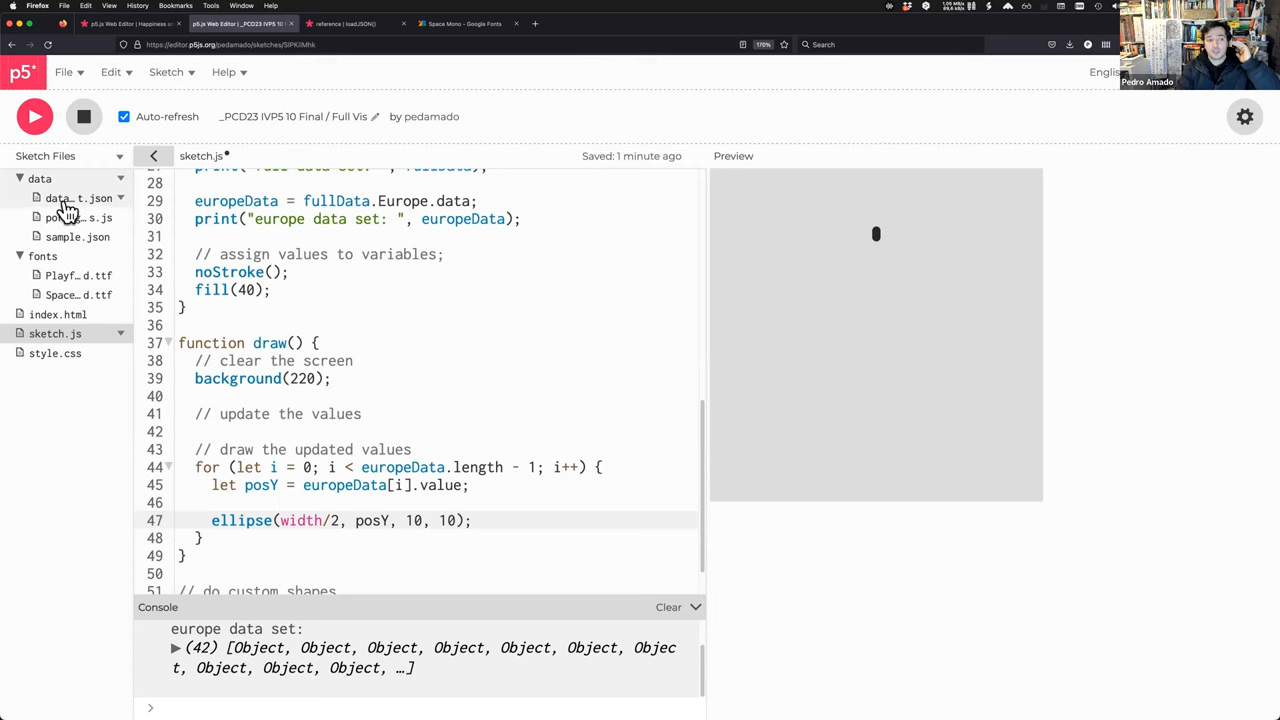 Firefox File Edit View History Bookmarks Tools Window Help
p5.js Web Editor | Happiness an
p5.js Web Editor | _PCD23 IVP5 10
reference | loadJSON()
Space Mono - Google Fonts
https://editor.p5js.org/pedamado/sketches/
170%
Search
Pedro Amado
p5* File Edit Sketch Help
Englis
Auto-refresh
_PCD23 IVP5 10 Final / Full Vis
by pedamado
Sketch Files
sketch.js
Saved: 1 minute ago
Preview
data
data…t.json
s.js
sample.json
fonts
Playf…d.ttf
Space…d.ttf
index.html
sketch.js
style.css
28
29 europeData = fullData.Europe.data;
30 print("europe data set: ", europeData);
31
32 // assign values to variables;
33 noStroke();
34 fill(40);
35 }
36
37 function draw() {
38 // clear the screen
39 background(220);
40
41 // update the values
42
43 // draw the updated values
44 for (let i = 0; i < europeData.length - 1; i++) {
45 let posY = europeData[i].value;
46
47 ellipse(width/2, posY, 10, 10);
48 }
49 }
50
51 // do custom shapes
Console
Clear
europe data set:
▶(42) [Object, Object, Object, Object, Object, Object, Objec
t, Object, Object, Object, …]
>